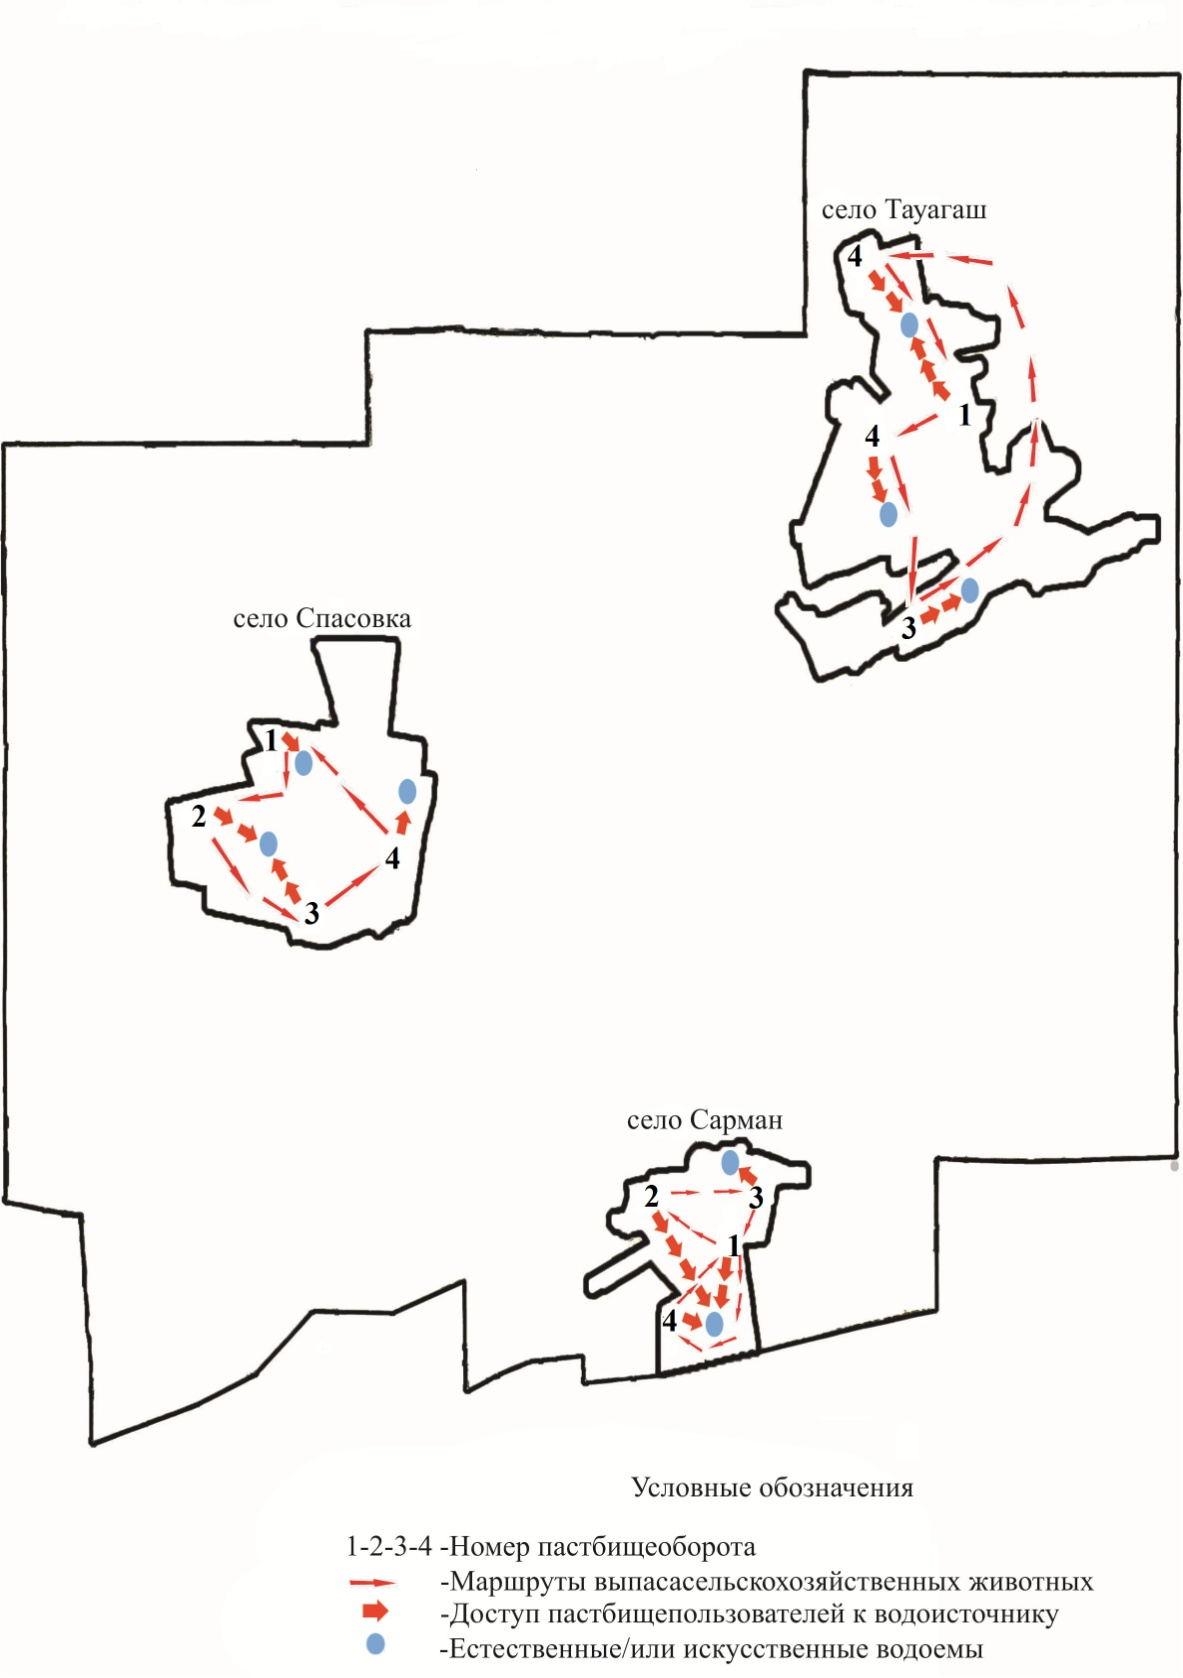 село Тауагаш
4
1
4
3
село Спасовка
1
2
4
3
село Сарман
2
3
1
4
Условные обозначения
1-2-3-4 -Номер пастбищеоборота
-Маршруты выпасасельскохозяйственных животных
-Доступ пастбищепользователей к водоисточнику
-Естественные/или искусственные водоемы